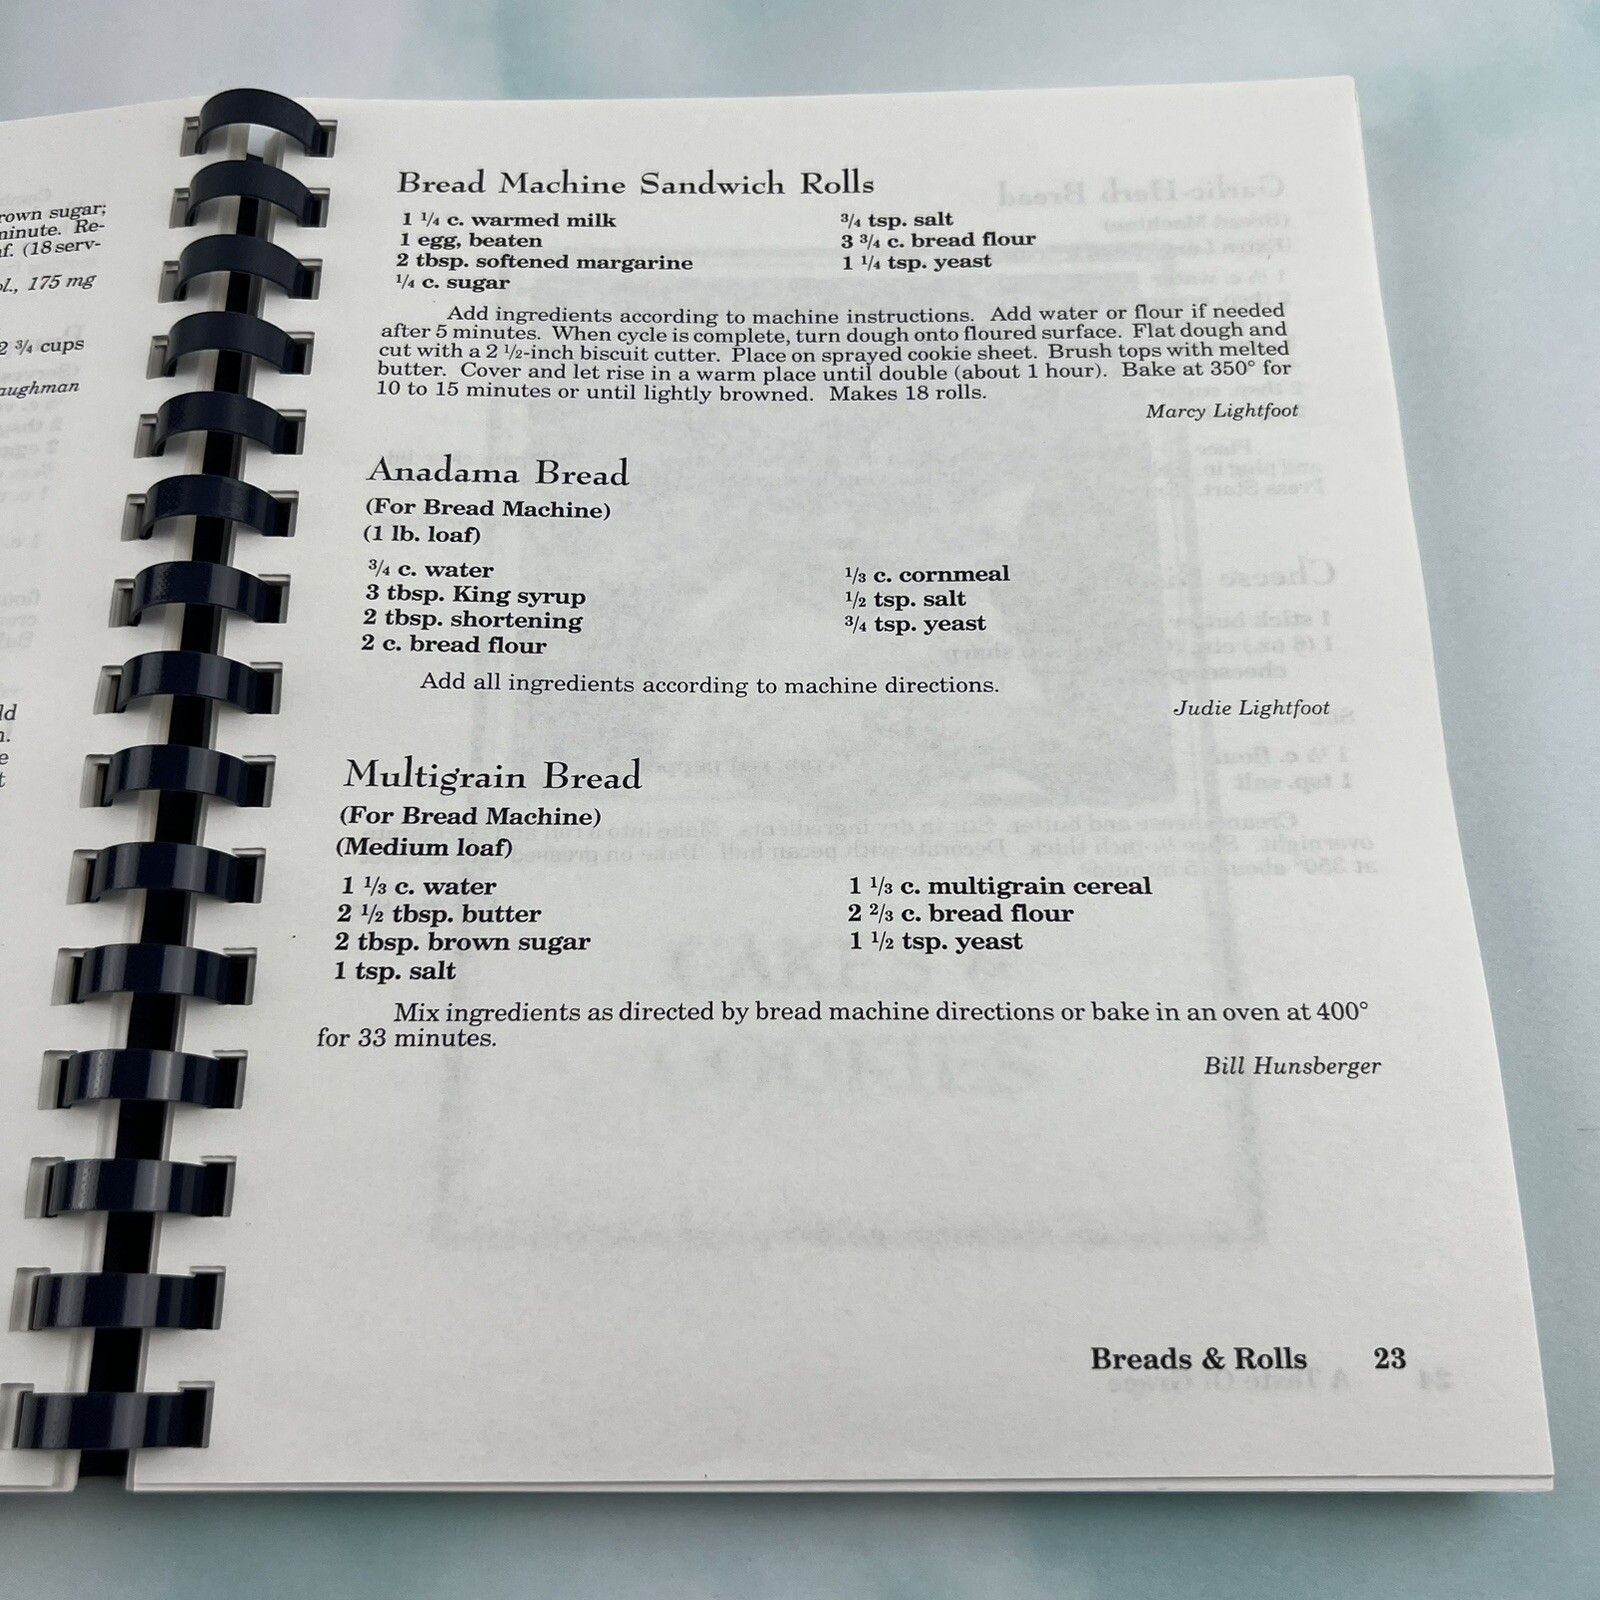 rown sugar;
minute. Re-
f. (18 serv-
ol., 175 mg
2 3/4 cups
aughman
ld
n.
e
t
Bread Machine Sandwich Rolls
1 1/4 c. warmed milk
1 egg, beaten
2 tbsp. softened margarine
1/4 c. sugar
3/4 tsp. salt
3 3/4 c. bread flour
1 1/4 tsp. yeast
Add ingredients according to machine instructions. Add water or flour if needed
after 5 minutes. When cycle is complete, turn dough onto floured surface. Flat dough and
cut with a 2 1/2-inch biscuit cutter. Place on sprayed cookie sheet. Brush tops with melted
butter. Cover and let rise in a warm place until double (about 1 hour). Bake at 350° for
10 to 15 minutes or until lightly browned. Makes 18 rolls.
Marcy Lightfoot
Anadama Bread
(For Bread Machine)
(1 lb. loaf)
3/4 c. water
3 tbsp. King syrup
2 tbsp. shortening
2 c. bread flour
1/3 c. cornmeal
1/2 tsp. salt
3/4 tsp. yeast
Add all ingredients according to machine directions.
Judie Lightfoot
Multigrain Bread
(For Bread Machine)
(Medium loaf)
1 1/3 c. water
2 1/2 tbsp. butter
2 tbsp. brown sugar
1 tsp. salt
1 1/3 c. multigrain cereal
2 2/3 c. bread flour
1 1/2 tsp. yeast
Mix ingredients as directed by bread machine directions or bake in an oven at 400°
for 33 minutes.
Bill Hunsberger
Breads & Rolls 23